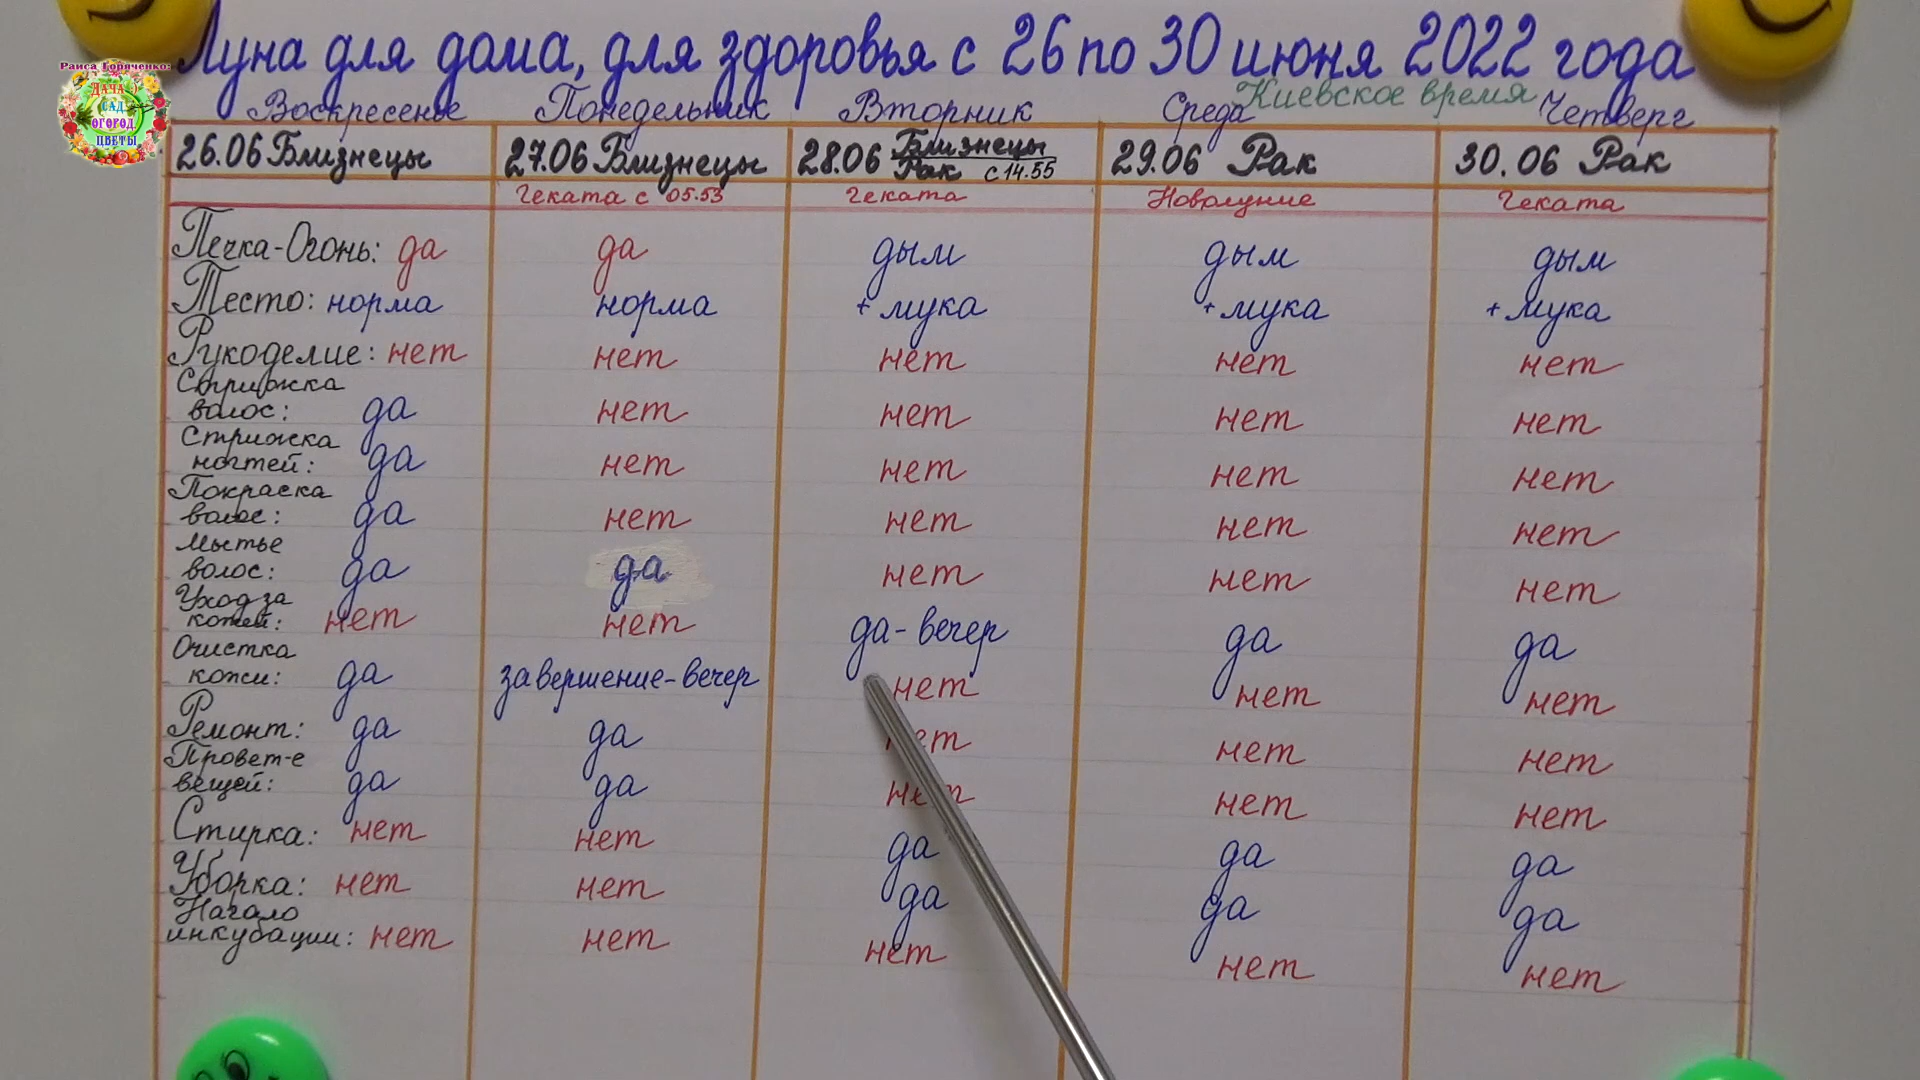 Луна для дома, для здоровья с 26 по 30 июня 2022 года
Раиса Горяченко:
ДАЧА
САД
ОГОРОД
ЦВЕТЫ
Киевское время
Воскресенье Понедельник Вторник Среда Четверг
26.06 Близнецы 27.06 Близнецы 28.06 Близнецы Рак с 14.55 29.06 Рак 30.06 Рак
Геката с 05.53 Геката Новолуние Геката
Печка-Огонь: да да дым дым дым
Тесто: норма норма + мука + мука + мука
Рукоделие: нет нет нет нет нет
Стрижка
волос: да нет нет нет нет
Стрижка
ногтей: да нет нет нет нет
Покраска
волос: да нет нет нет нет
Мытье
волос: да да нет нет нет
Уход за
кожей: нет нет да-вечер да да
Очистка
кожи: да завершение-вечер нет нет нет
Ремонт: да да нет нет нет
Провет-е
вещей: да да нет нет нет
Стирка: нет нет да да да
Уборка: нет нет да да да
Начало
инкубации: нет нет нет нет нет